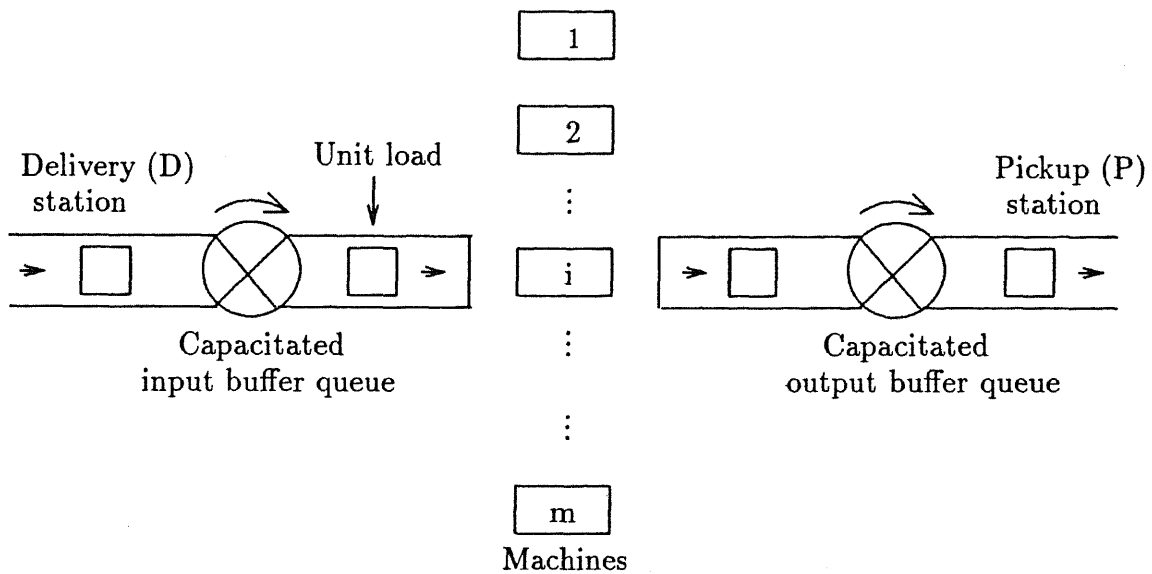 1
2
⋮
Delivery (D)
station
Unit load
Pickup (P)
station
i
Capacitated
input buffer queue
⋮
Capacitated
output buffer queue
⋮
m
Machines